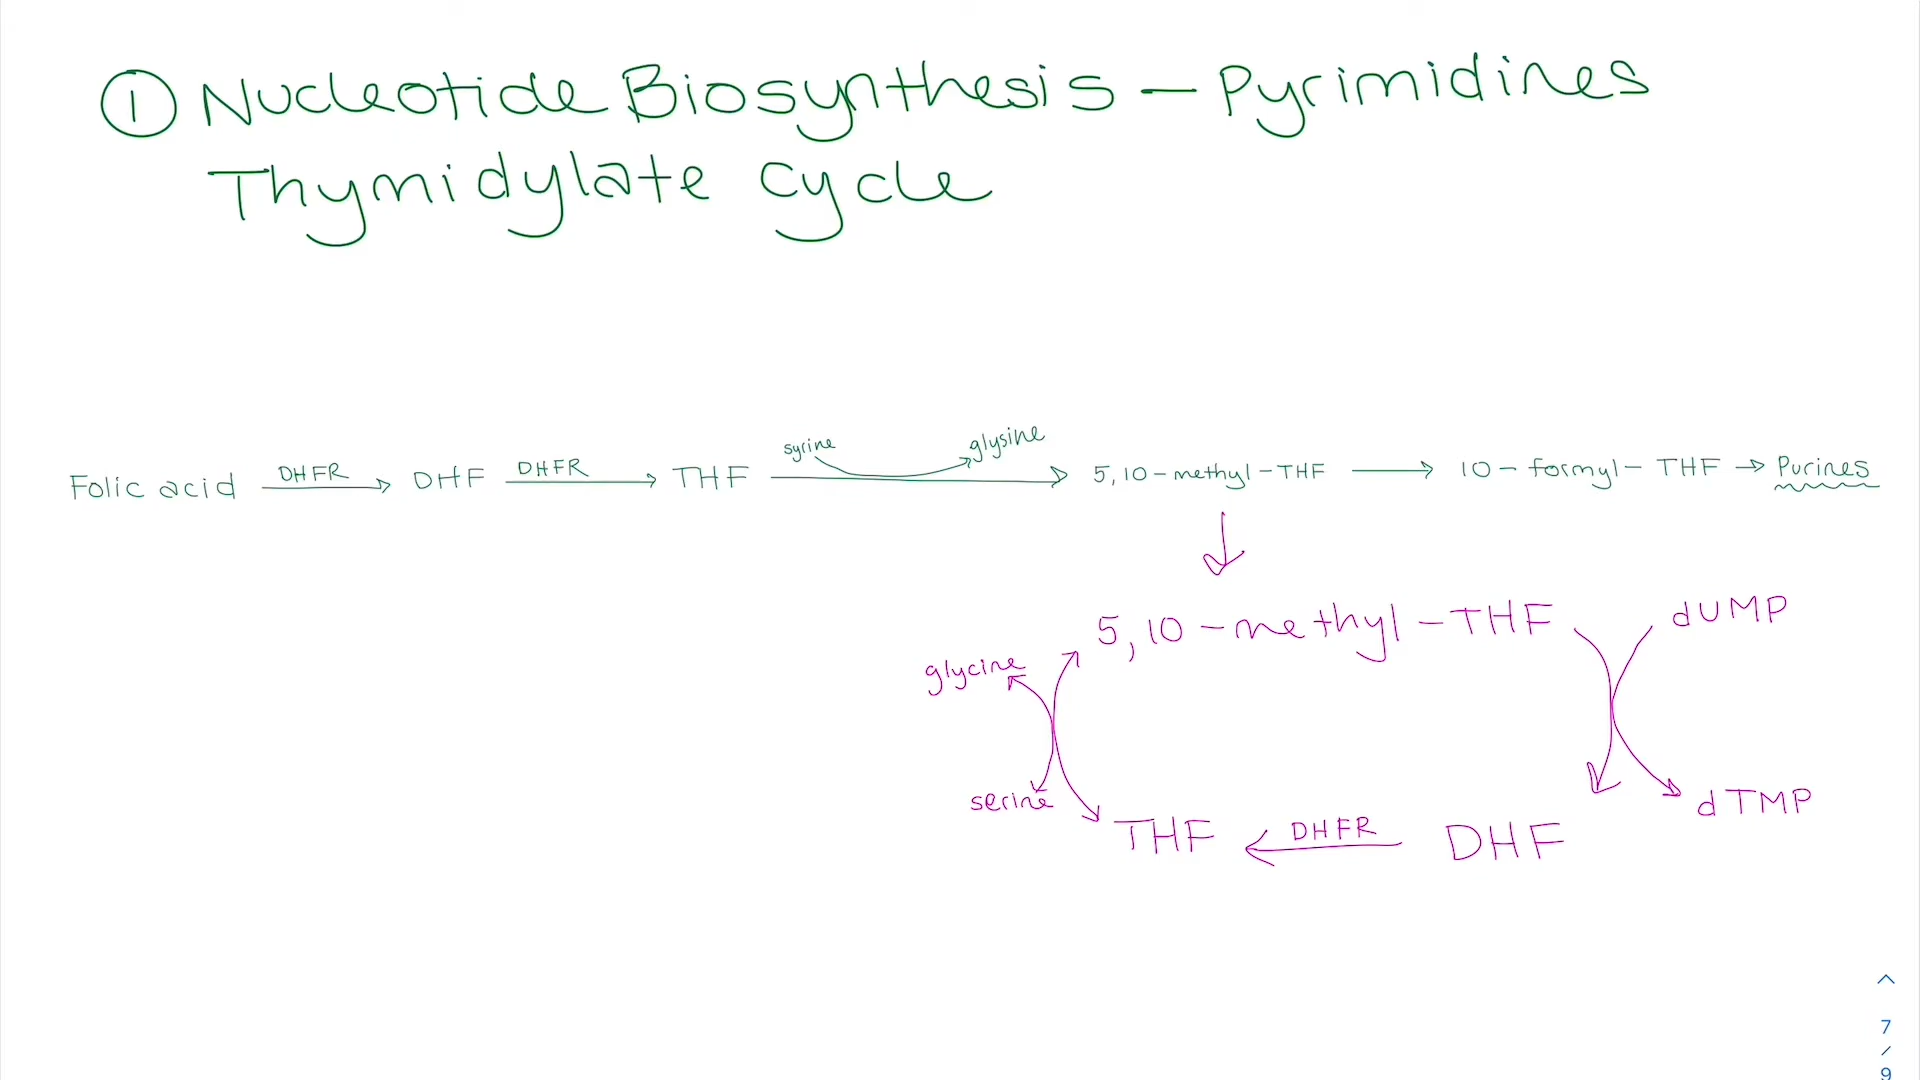 ① Nucleotide Biosynthesis - Pyrimidines
Thymidylate Cycle
syrine glysine
Folic acid DHFR DHF DHFR THF 5,10-methyl-THF 10-formyl-THF Purines
5,10-methyl-THF dUMP
glycine
serine dTMP
THF DHFR DHF
7
/
9